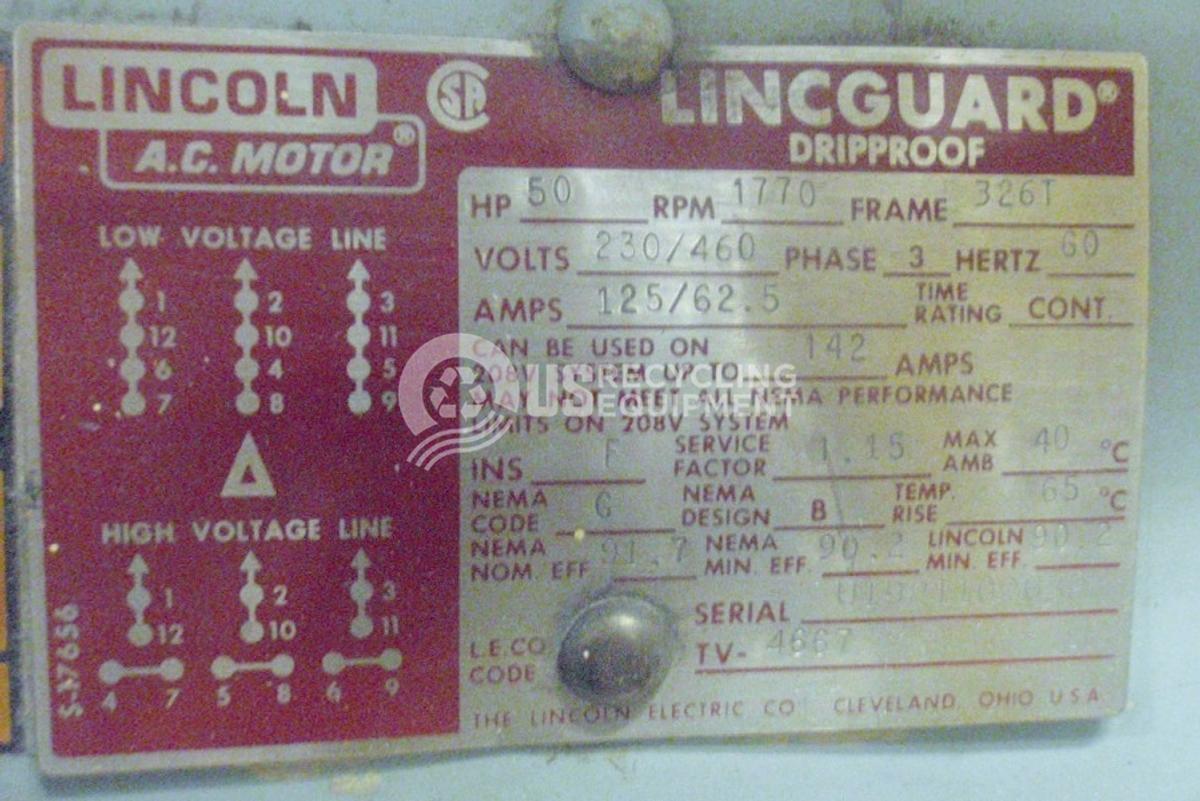 LINCOLN
A.C. MOTOR®
SA
LINCGUARD®
DRIPPROOF
LOW VOLTAGE LINE
1 2 3
12 10 11
6 4 5
7 8 9
Δ
HIGH VOLTAGE LINE
1 2 3
12 10 11
4 7 5 8 6 9
S-17656
HP 50 RPM 1770 FRAME 326T
VOLTS 230/460 PHASE 3 HERTZ 60
AMPS 125/62.5 TIME RATING CONT.
CAN BE USED ON
208V SYSTEM UP TO 142 AMPS
MAY NOT MEET ALL NEMA PERFORMANCE
LIMITS ON 208V SYSTEM
INS F SERVICE FACTOR 1.15 MAX AMB 40 °C
NEMA CODE G NEMA DESIGN B TEMP. RISE 65 °C
NEMA NOM. EFF 91.7 NEMA MIN. EFF. 90.2 LINCOLN MIN. EFF. 90.2
SERIAL
L.E.CO. CODE TV- 4667
THE LINCOLN ELECTRIC CO. CLEVELAND, OHIO U.S.A.
US RECYCLING
EQUIPMENT